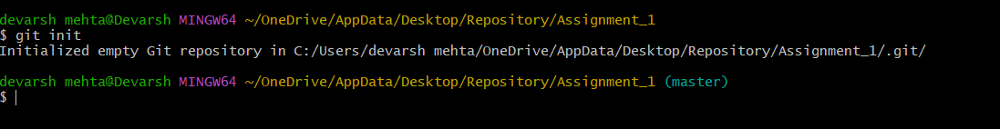 devarsh mehta@Devarsh MINGW64 ~/OneDrive/AppData/Desktop/Repository/Assignment_1
$ git init
Initialized empty Git repository in C:/Users/devarsh mehta/OneDrive/AppData/Desktop/Repository/Assignment_1/.git/
devarsh mehta@Devarsh MINGW64 ~/OneDrive/AppData/Desktop/Repository/Assignment_1 (master)
$